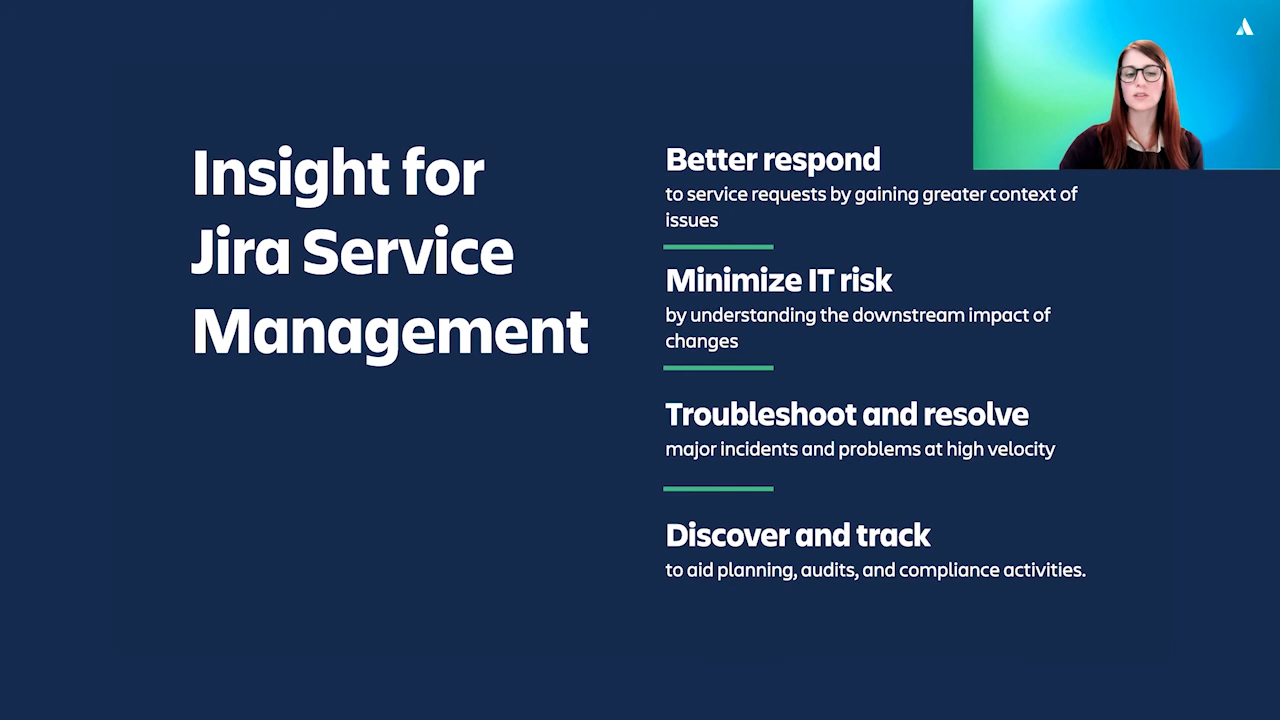 Insight for
Jira Service
Management
Better respond
to service requests by gaining greater context of
issues
Minimize IT risk
by understanding the downstream impact of
changes
Troubleshoot and resolve
major incidents and problems at high velocity
Discover and track
to aid planning, audits, and compliance activities.